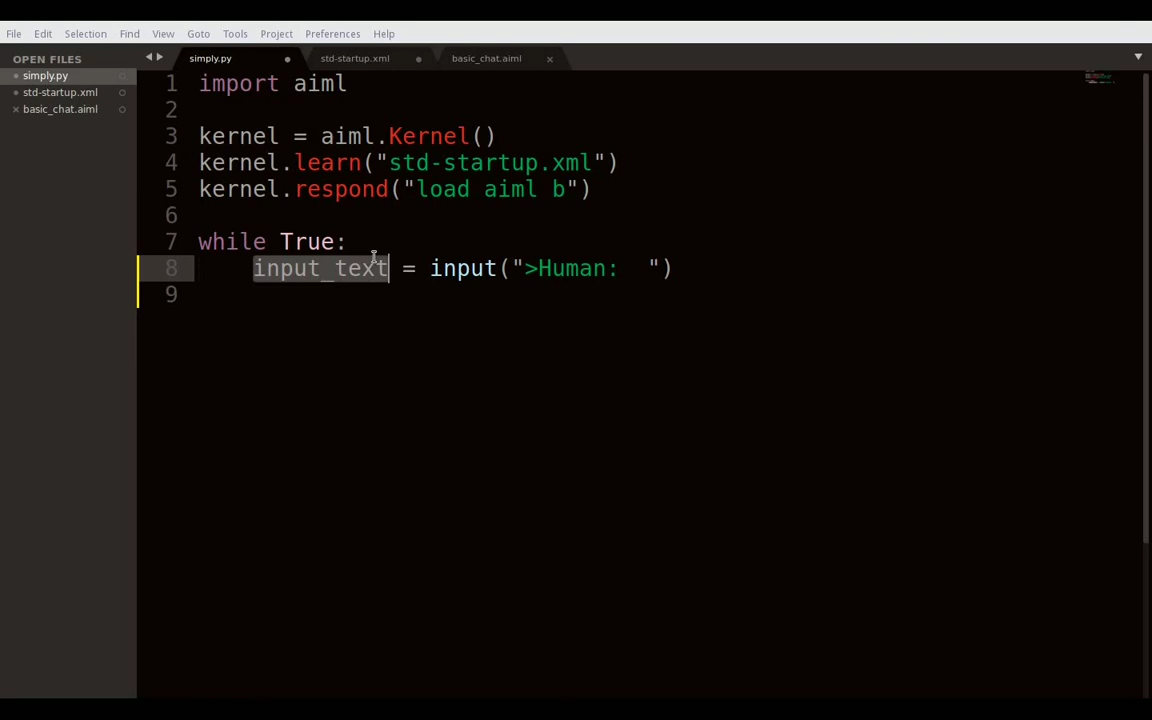 File Edit Selection Find View Goto Tools Project Preferences Help
OPEN FILES
simply.py
std-startup.xml
basic_chat.aiml
simply.py std-startup.xml basic_chat.aiml
1 import aiml
2
3 kernel = aiml.Kernel()
4 kernel.learn("std-startup.xml")
5 kernel.respond("load aiml b")
6
7 while True:
8     input_text = input(">Human:  ")
9